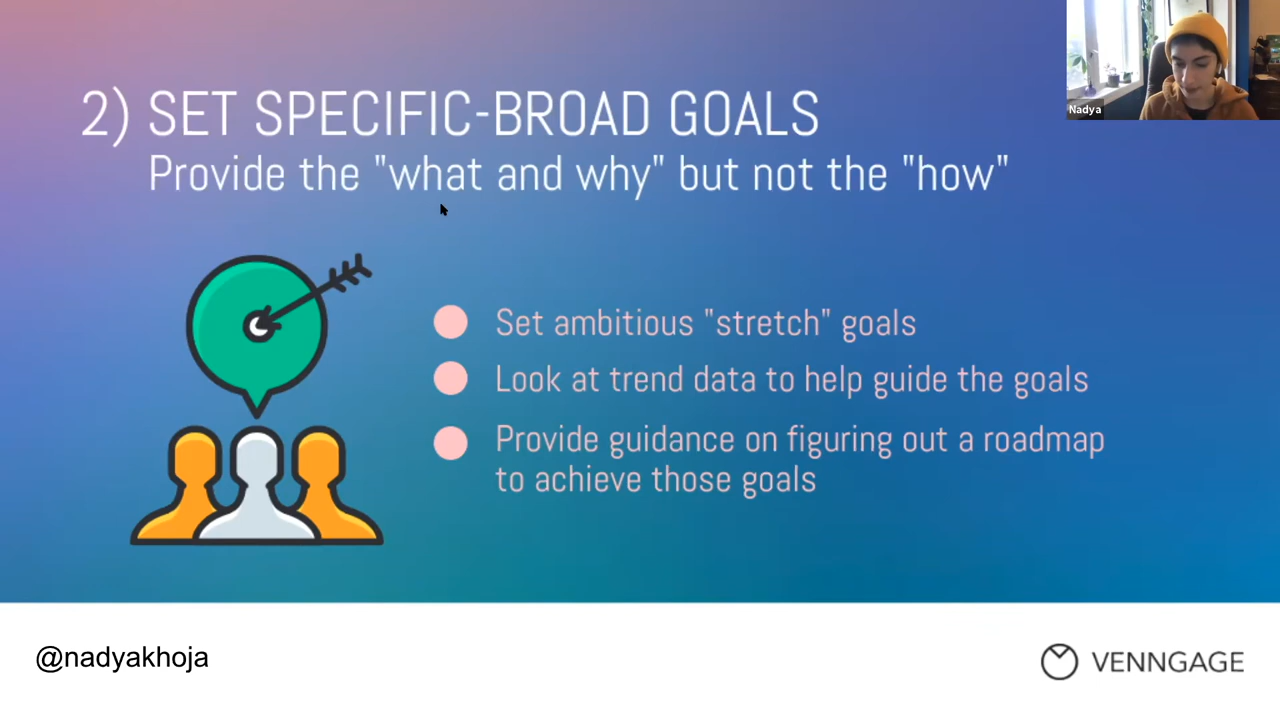 Nadya
2) SET SPECIFIC-BROAD GOALS
Provide the "what and why" but not the "how"
Set ambitious "stretch" goals
Look at trend data to help guide the goals
Provide guidance on figuring out a roadmap
to achieve those goals
@nadyakhoja
VENNGAGE